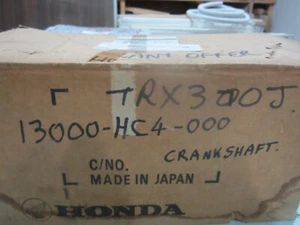 TRX300J.
13000-HC4-000
CRANKSHAFT.
C/NO.
MADE IN JAPAN
HONDA